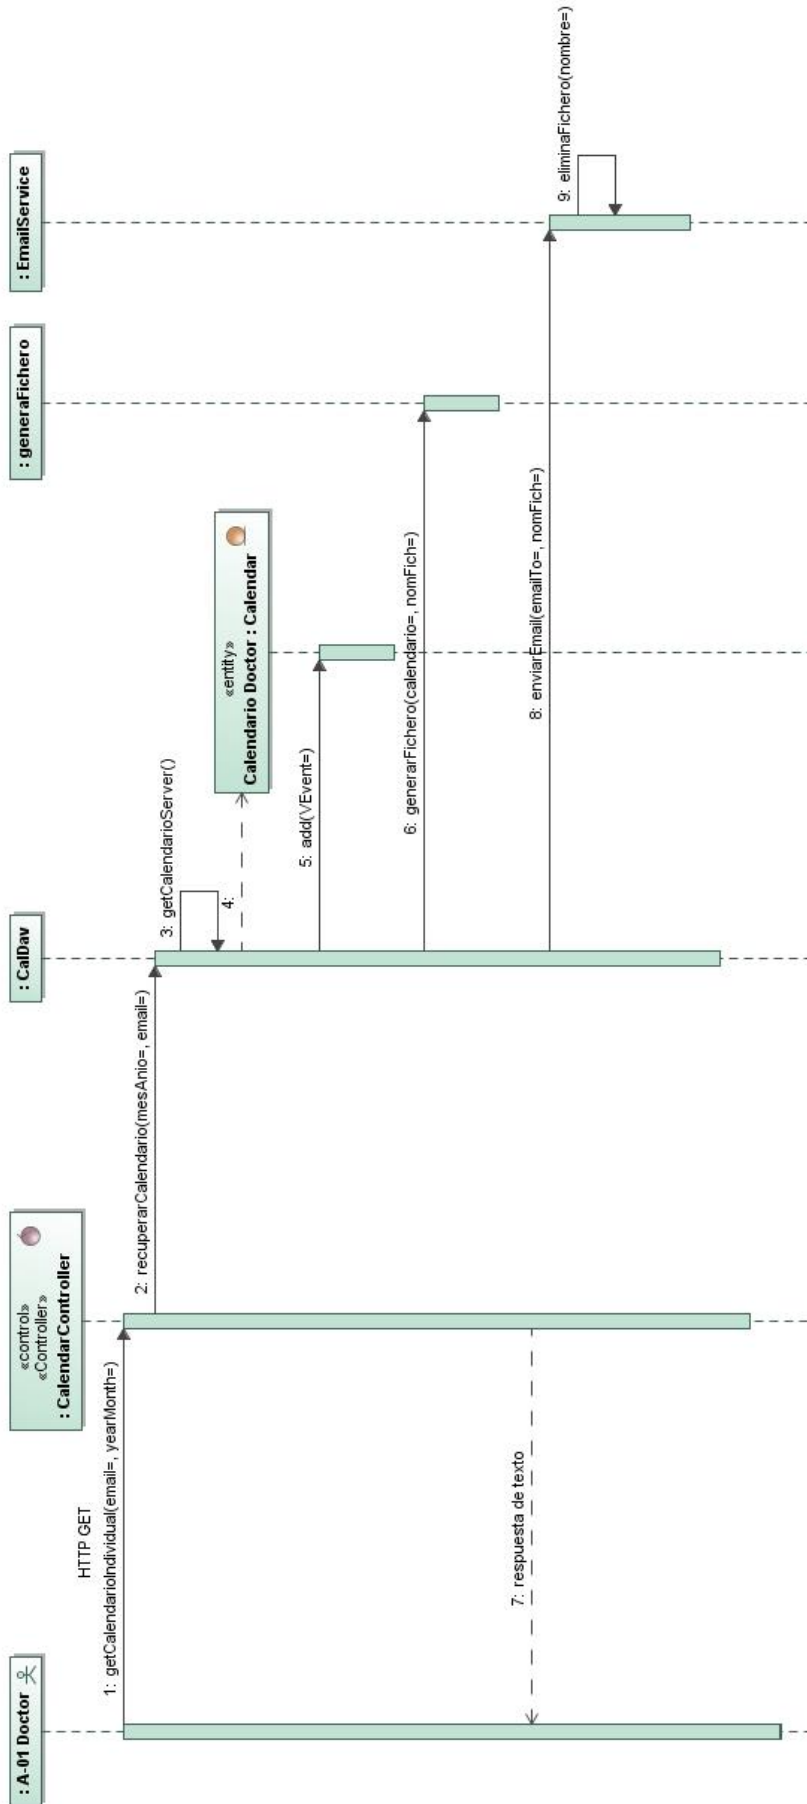 : A-01 Doctor
«control»
«Controller»
: CalendarController
: CalDav
«entity»
Calendario Doctor : Calendar
: generaFichero
: EmailService
HTTP GET
1: getCalendarioIndividual(email=, yearMonth=)
2: recuperarCalendario(mesAnio=, email=)
3: getCalendarioServer()
4:
5: add(VEvent=)
6: generarFichero(calendario=, nomFich=)
7: respuesta de texto
8: enviarEmail(emailTo=, nomFich=)
9: eliminaFichero(nombre=)